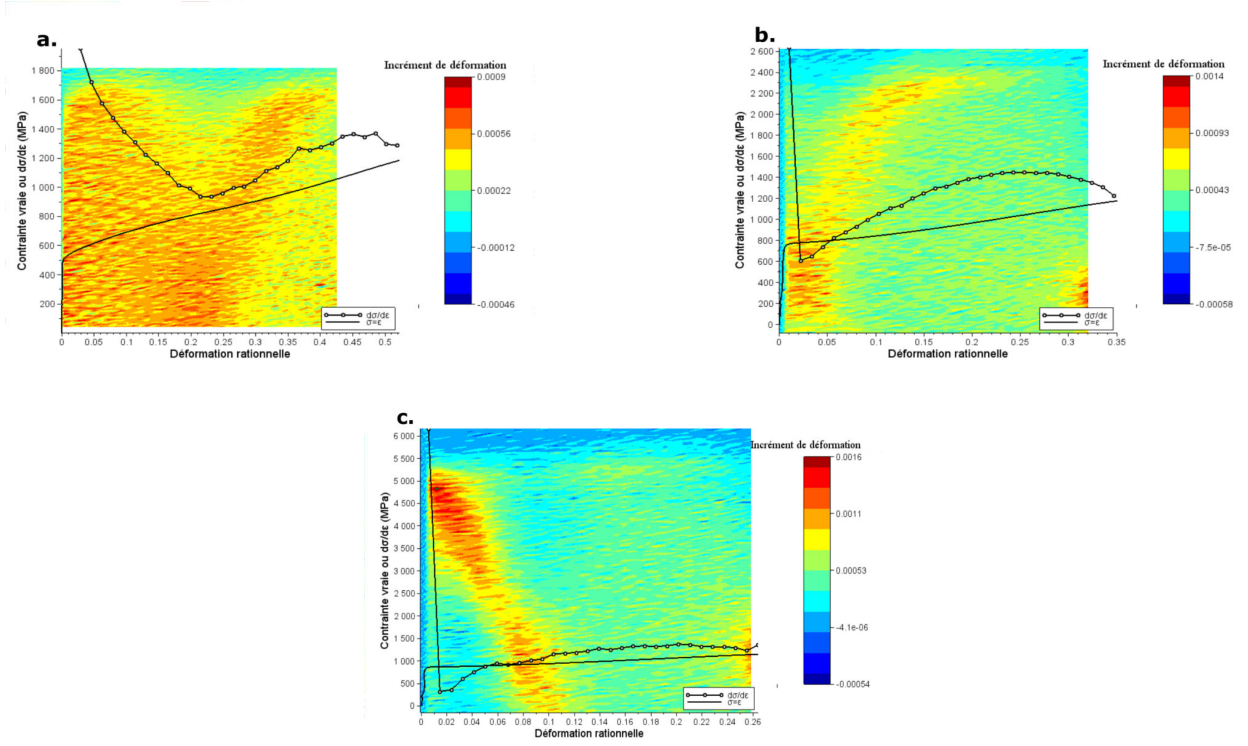 a.
Incrément de déformation
Contrainte vraie ou dσ/dε (MPa)
1 800
1 600
1 400
1 200
1 000
800
600
400
200
0 0.05 0.1 0.15 0.2 0.25 0.3 0.35 0.4 0.45 0.5
Déformation rationnelle
dσ/dε
σ=ε
0.0009
0.00056
0.00022
-0.00012
-0.00046
b.
Incrément de déformation
Contrainte vraie ou dσ/dε (MPa)
2 600
2 400
2 200
2 000
1 800
1 600
1 400
1 200
1 000
800
600
400
200
0
0 0.05 0.1 0.15 0.2 0.25 0.3 0.35
Déformation rationnelle
dσ/dε
σ=ε
0.0014
0.00093
0.00043
-7.5e-05
-0.00058
c.
Incrément de déformation
Contrainte vraie ou dσ/dε (MPa)
6 000
5 500
5 000
4 500
4 000
3 500
3 000
2 500
2 000
1 500
1 000
500
0
0 0.02 0.04 0.06 0.08 0.1 0.12 0.14 0.16 0.18 0.2 0.22 0.24 0.26
Déformation rationnelle
dσ/dε
σ=ε
0.0016
0.0011
0.00053
-4.1e-06
-0.00054